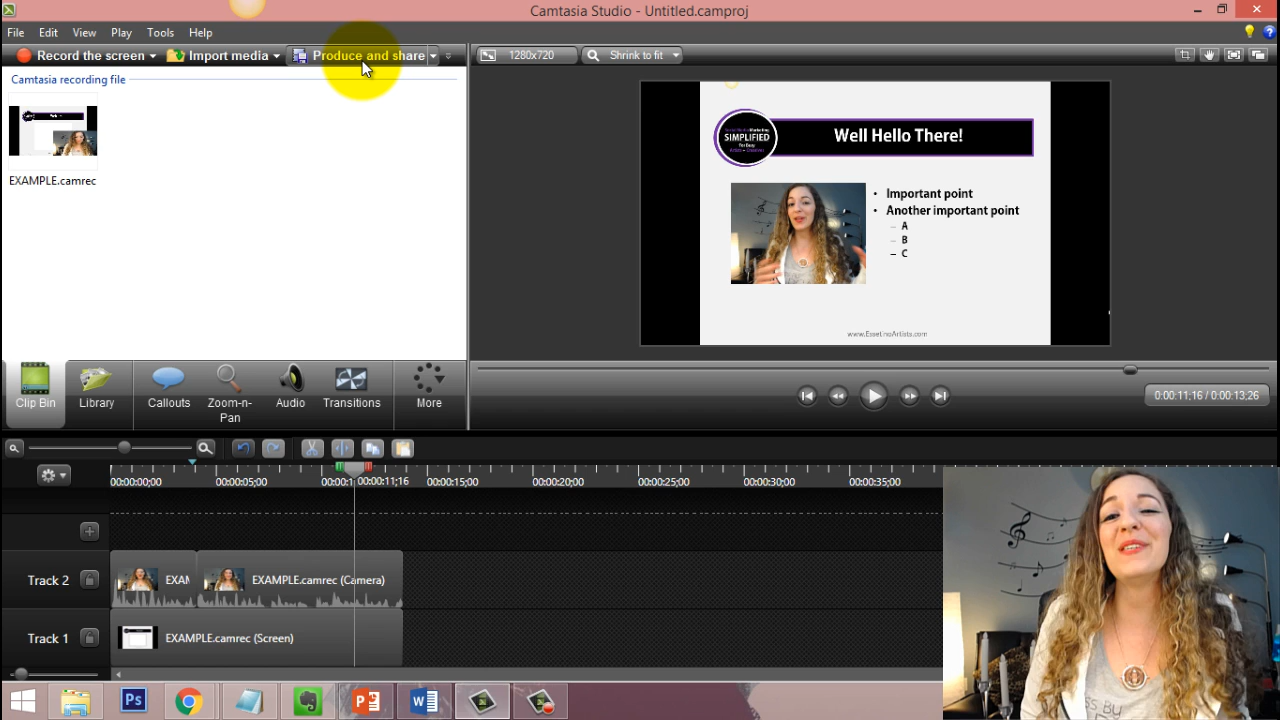 Camtasia Studio - Untitled.camproj
File Edit View Play Tools Help
Record the screen Import media Produce and share
1280x720 Shrink to fit
Camtasia recording file
EXAMPLE.camrec
SIMPLIFIED
Well Hello There!
• Important point
• Another important point
– A
– B
– C
www.EssetinoArtists.com
Clip Bin Library Callouts Zoom-n-Pan Audio Transitions More
0:00:11;16 / 0:00:13;26
00:00:00;00 00:00:05;00 00:00:1 00:00:11;16 00:00:15;00 00:00:20;00 00:00:25;00 00:00:30;00 00:00:35;00
Track 2 EXAM EXAMPLE.camrec (Camera)
Track 1 EXAMPLE.camrec (Screen)
Ps